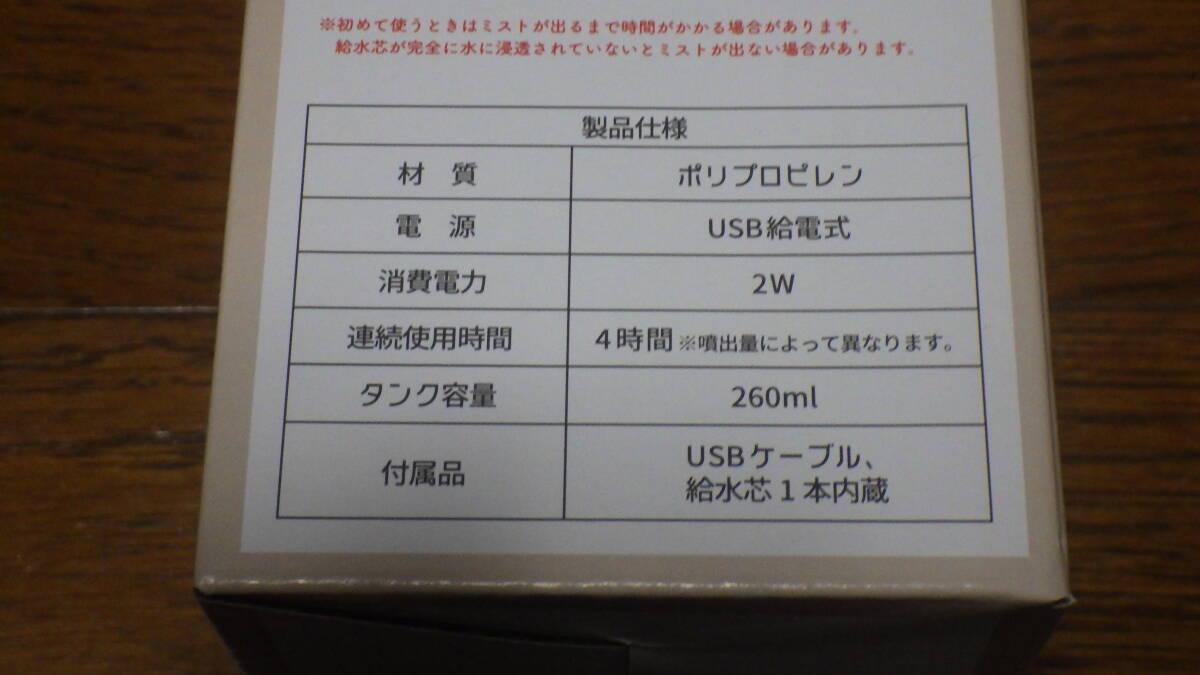 ※初めて使うときはミストが出るまで時間がかかる場合があります。
給水芯が完全に水に浸透されていないとミストが出ない場合があります。
製品仕様
材 質 ポリプロピレン
電 源 USB給電式
消費電力 2W
連続使用時間 4時間 ※噴出量によって異なります。
タンク容量 260ml
付属品 USBケーブル、
給水芯1本内蔵